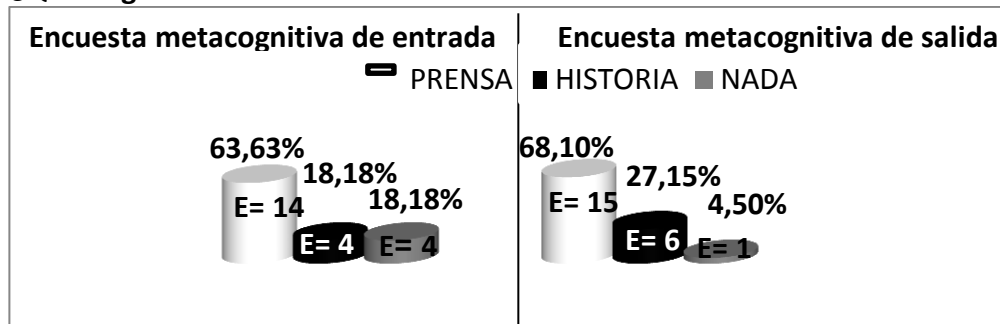 Encuesta metacognitiva de entrada
Encuesta metacognitiva de salida
PRENSA HISTORIA NADA
63,63%
18,18%
18,18%
E= 14
E= 4
E= 4
68,10%
27,15%
4,50%
E= 15
E= 6
E= 1